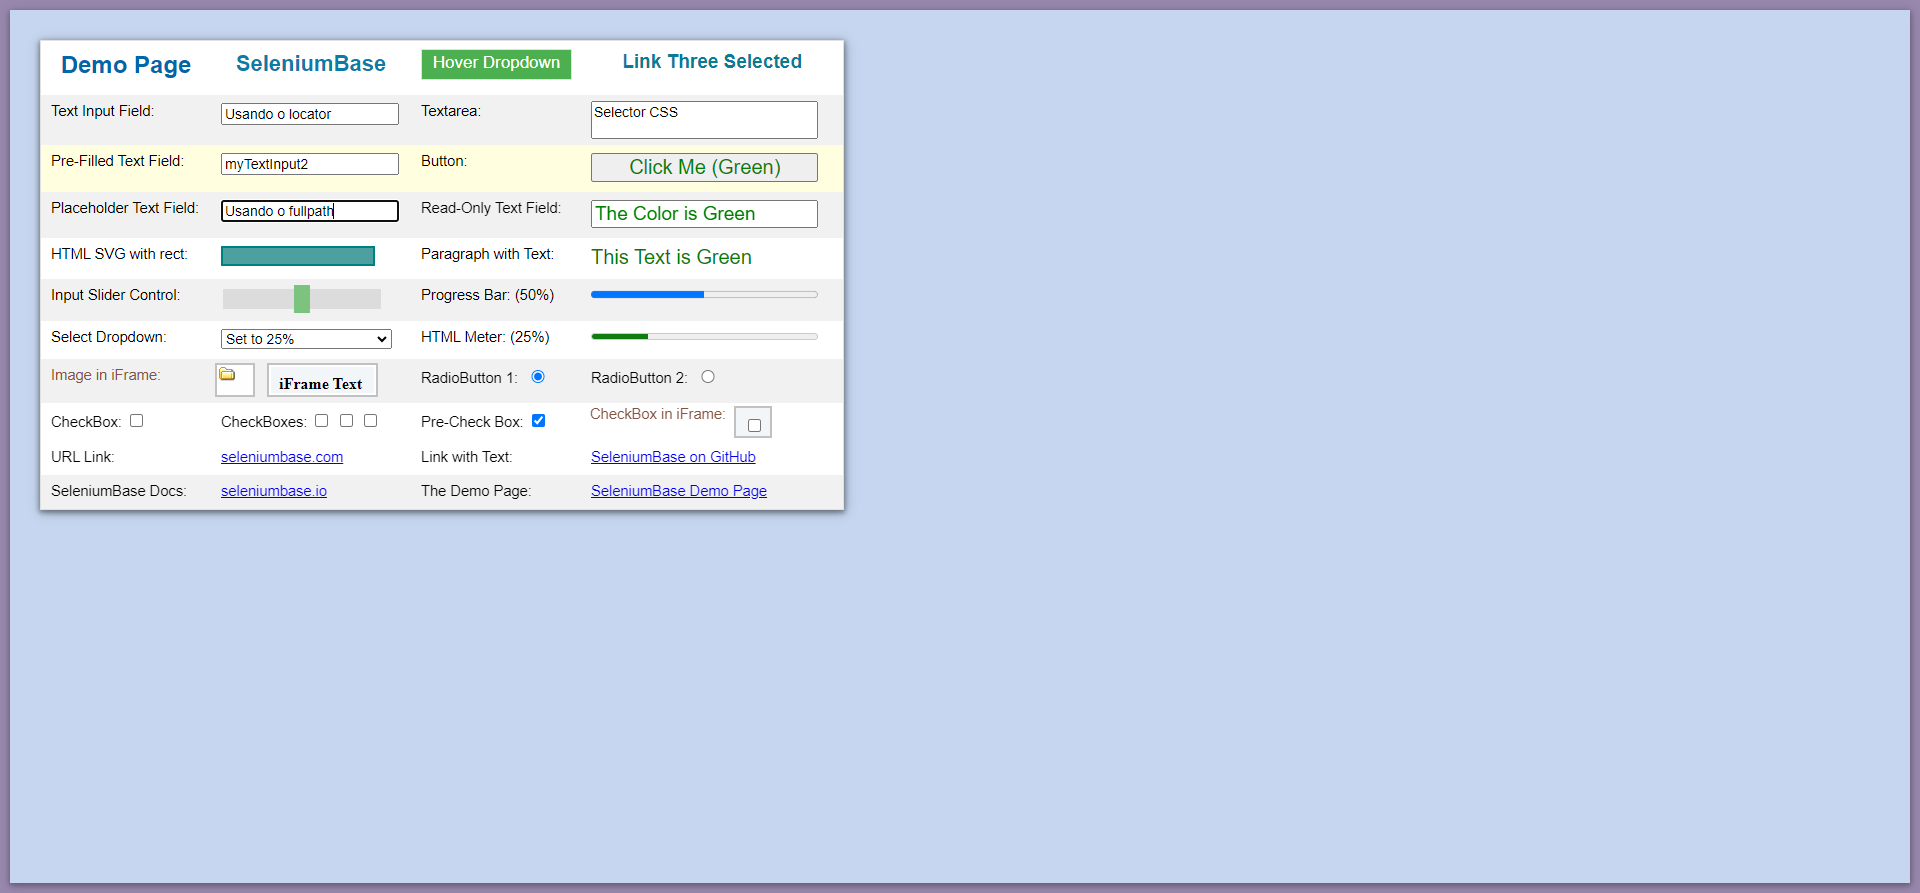 Demo Page SeleniumBase Hover Dropdown Link Three Selected
Text Input Field: Usando o locator Textarea: Selector CSS
Pre-Filled Text Field: myTextInput2 Button: Click Me (Green)
Placeholder Text Field: Usando o fullpath Read-Only Text Field: The Color is Green
HTML SVG with rect: Paragraph with Text: This Text is Green
Input Slider Control: Progress Bar: (50%)
Select Dropdown: Set to 25% HTML Meter: (25%)
Image in iFrame: iFrame Text RadioButton 1: RadioButton 2:
CheckBox: CheckBoxes: Pre-Check Box: CheckBox in iFrame:
URL Link: seleniumbase.com Link with Text: SeleniumBase on GitHub
SeleniumBase Docs: seleniumbase.io The Demo Page: SeleniumBase Demo Page